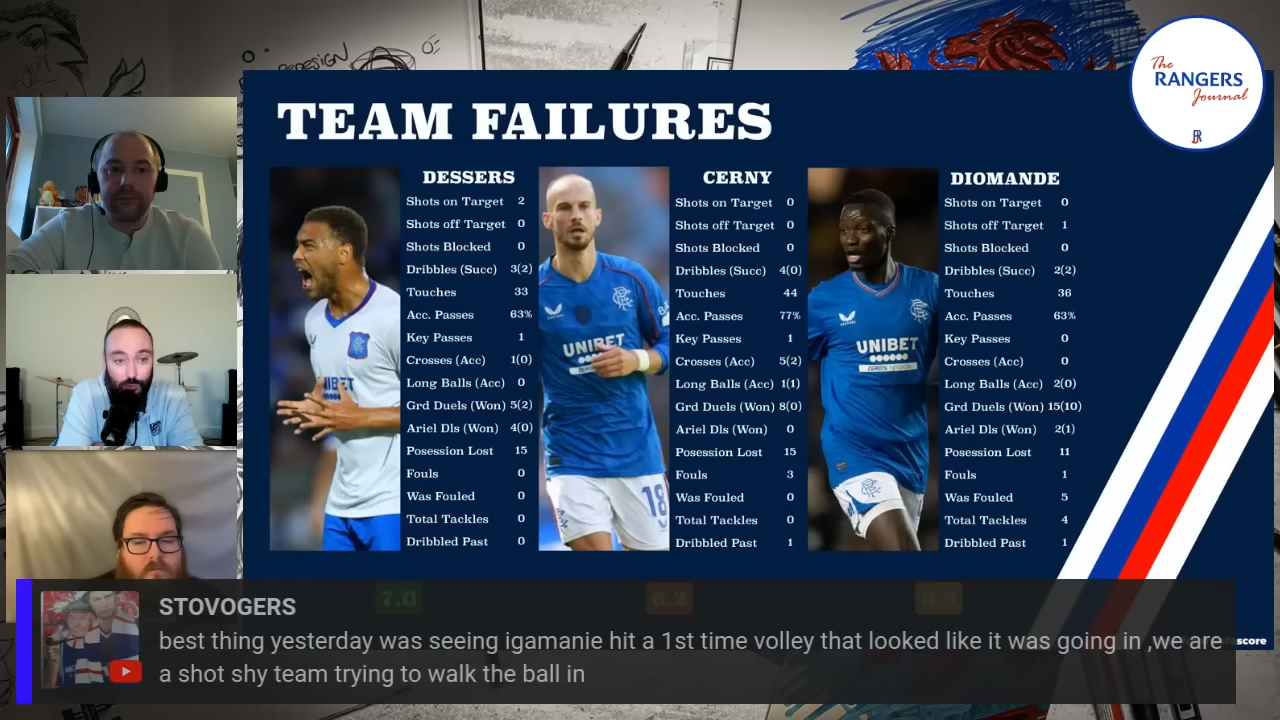 REDESIGN
The
RANGERS
Journal
TEAM FAILURES
DESSERS
Shots on Target 2
Shots off Target 0
Shots Blocked 0
Dribbles (Succ) 3(2)
Touches 33
Acc. Passes 63%
Key Passes 1
Crosses (Acc) 1(0)
Long Balls (Acc) 0
Grd Duels (Won) 5(2)
Ariel Dls (Won) 4(0)
Posession Lost 15
Fouls 0
Was Fouled 0
Total Tackles 0
Dribbled Past 0
7.0
CERNY
Shots on Target 0
Shots off Target 0
Shots Blocked 0
Dribbles (Succ) 4(0)
Touches 44
Acc. Passes 77%
Key Passes 1
Crosses (Acc) 5(2)
Long Balls (Acc) 1(1)
Grd Duels (Won) 8(0)
Ariel Dls (Won) 0
Posession Lost 15
Fouls 3
Was Fouled 0
Total Tackles 0
Dribbled Past 1
6.2
UNIBET
18
DIOMANDE
Shots on Target 0
Shots off Target 1
Shots Blocked 0
Dribbles (Succ) 2(2)
Touches 36
Acc. Passes 63%
Key Passes 0
Crosses (Acc) 0
Long Balls (Acc) 2(0)
Grd Duels (Won) 15(10)
Ariel Dls (Won) 2(1)
Posession Lost 11
Fouls 1
Was Fouled 5
Total Tackles 4
Dribbled Past 1
UNIBET
score
STOVOGERS
best thing yesterday was seeing igamanie hit a 1st time volley that looked like it was going in ,we are
a shot shy team trying to walk the ball in